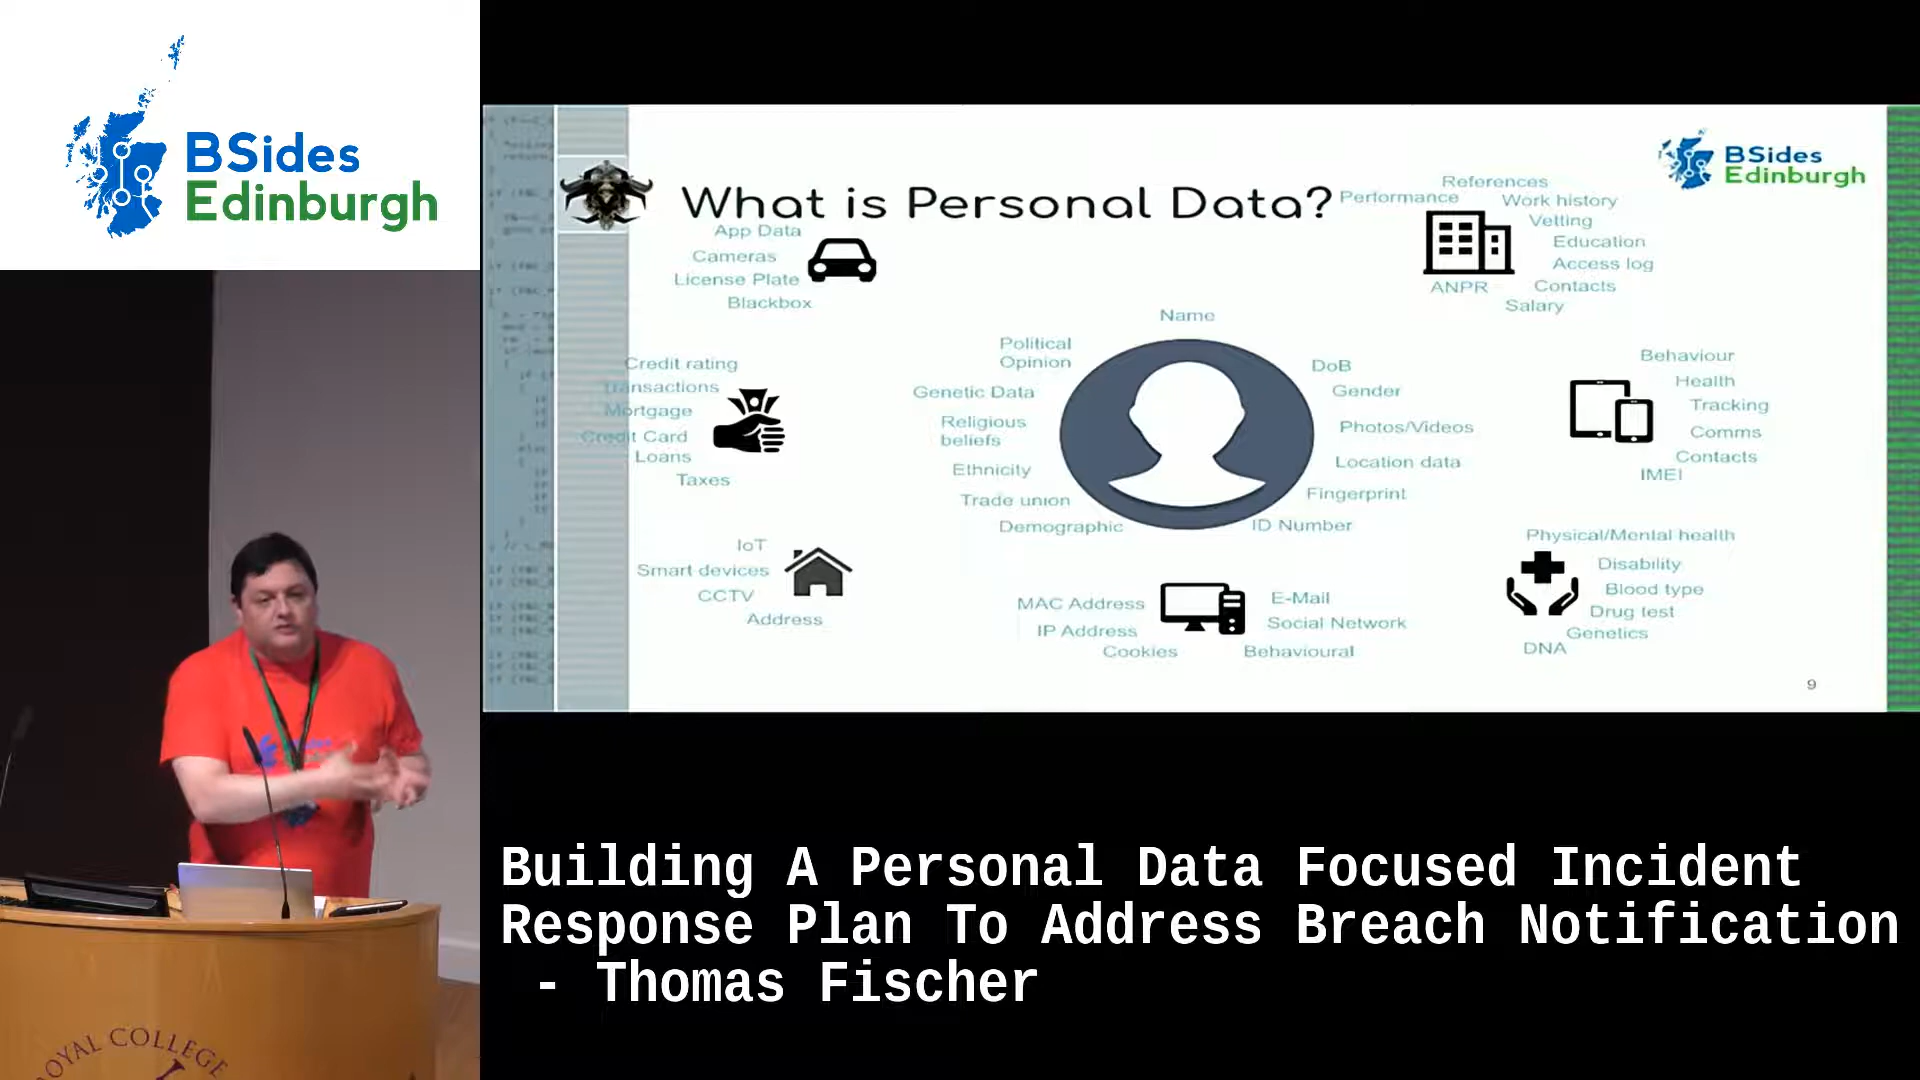 BSides
Edinburgh
BSides
Edinburgh
What is Personal Data?
App Data
Cameras
License Plate
Blackbox
References
Performance
Work history
Vetting
Education
Access log
ANPR
Contacts
Salary
Credit rating
Transactions
Mortgage
Credit Card
Loans
Taxes
Name
Political
Opinion
Genetic Data
Religious
beliefs
Ethnicity
Trade union
Demographic
DoB
Gender
Photos/Videos
Location data
Fingerprint
ID Number
Behaviour
Health
Tracking
Comms
Contacts
IMEI
IoT
Smart devices
CCTV
Address
MAC Address
IP Address
Cookies
E-Mail
Social Network
Behavioural
Physical/Mental health
Disability
Blood type
Drug test
Genetics
DNA
9
Building A Personal Data Focused Incident
Response Plan To Address Breach Notification
- Thomas Fischer
ROYAL COLLEGE